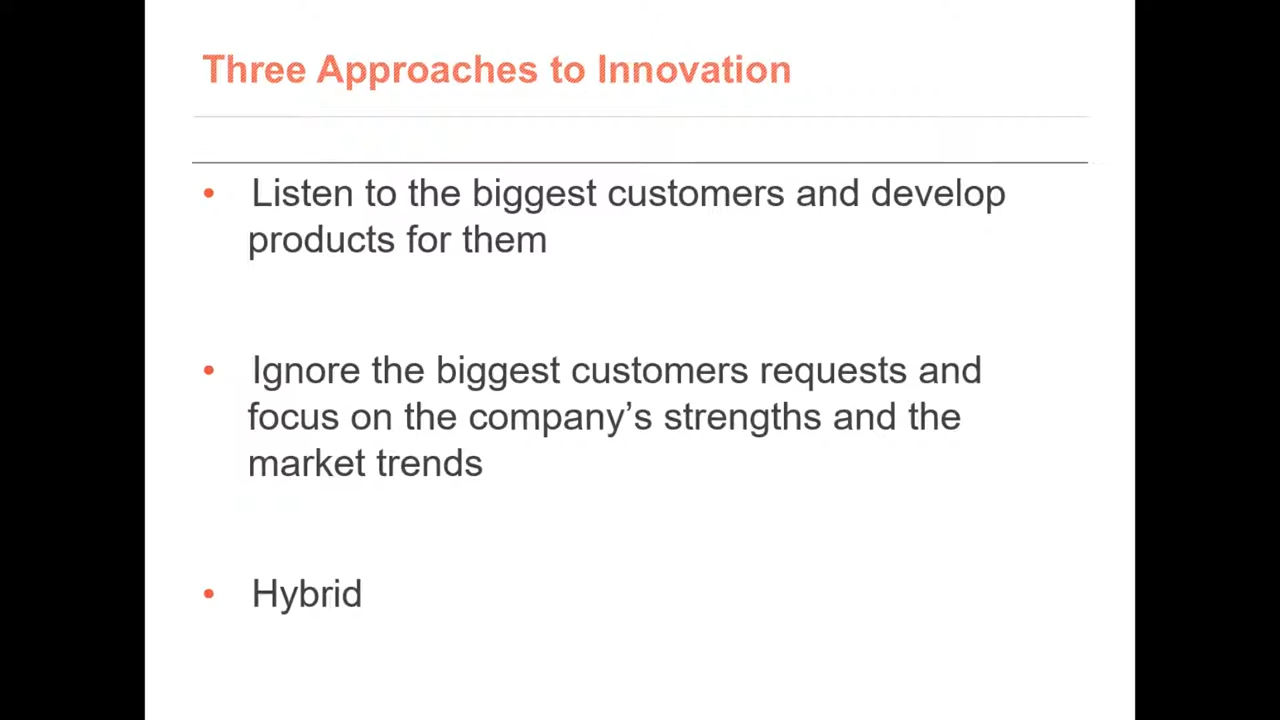 Three Approaches to Innovation
• Listen to the biggest customers and develop
products for them
• Ignore the biggest customers requests and
focus on the company’s strengths and the
market trends
• Hybrid